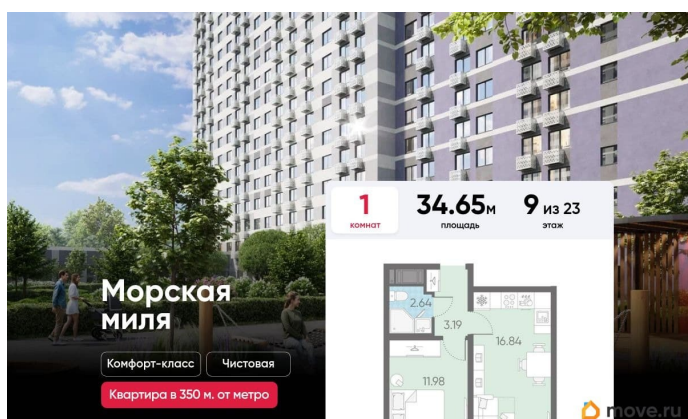 1
комнат
34.65м
площадь
9 из 23
этаж
Морская
миля
Комфорт-класс
Чистовая
Квартира в 350 м. от метро
2.64
3.19
16.84
11.98
move.ru